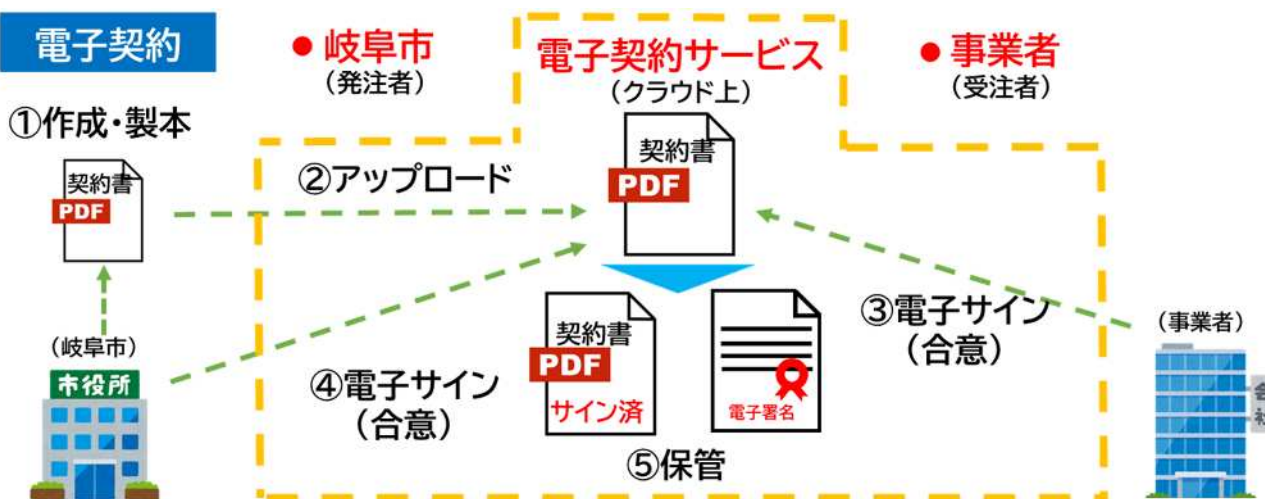 電子契約
● 岐阜市
(発注者)
電子契約サービス
(クラウド上)
● 事業者
(受注者)
①作成・製本
契約書
PDF
②アップロード
契約書
PDF
③電子サイン
(合意)
(岐阜市)
市役所
④電子サイン
(合意)
契約書
PDF
サイン済
電子署名
⑤保管
(事業者)
会社